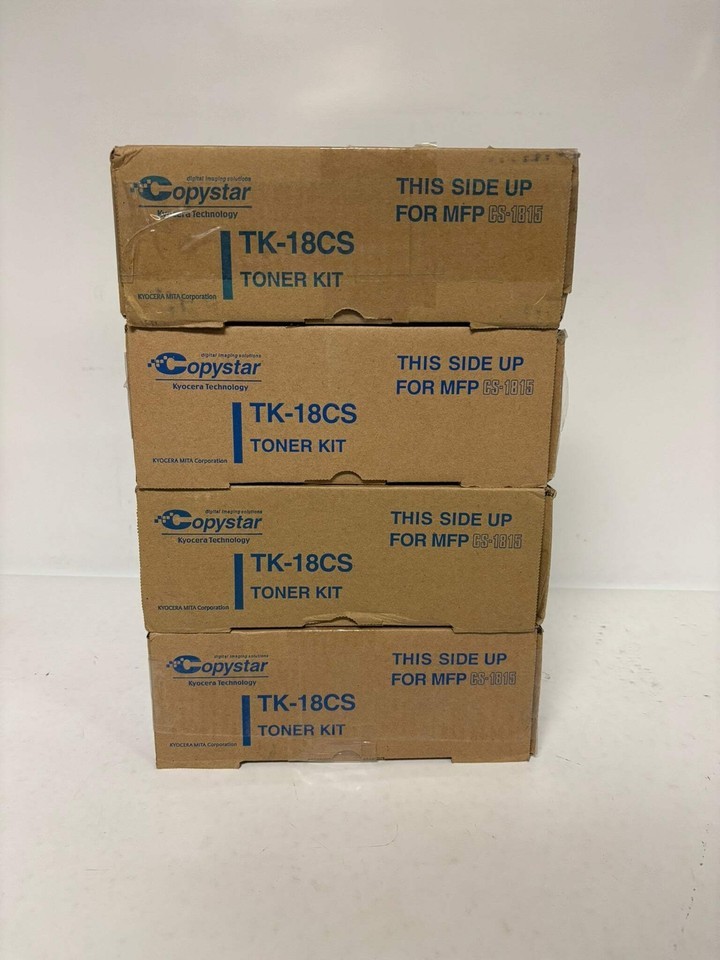 digital imaging solutions
Copystar
Kyocera Technology
THIS SIDE UP
FOR MFP CS-1815
TK-18CS
TONER KIT
KYOCERA MITA Corporation
digital imaging solutions
Copystar
Kyocera Technology
THIS SIDE UP
FOR MFP CS-1815
TK-18CS
TONER KIT
KYOCERA MITA Corporation
digital imaging solutions
Copystar
Kyocera Technology
THIS SIDE UP
FOR MFP CS-1815
TK-18CS
TONER KIT
KYOCERA MITA Corporation
digital imaging solutions
Copystar
Kyocera Technology
THIS SIDE UP
FOR MFP CS-1815
TK-18CS
TONER KIT
KYOCERA MITA Corporation